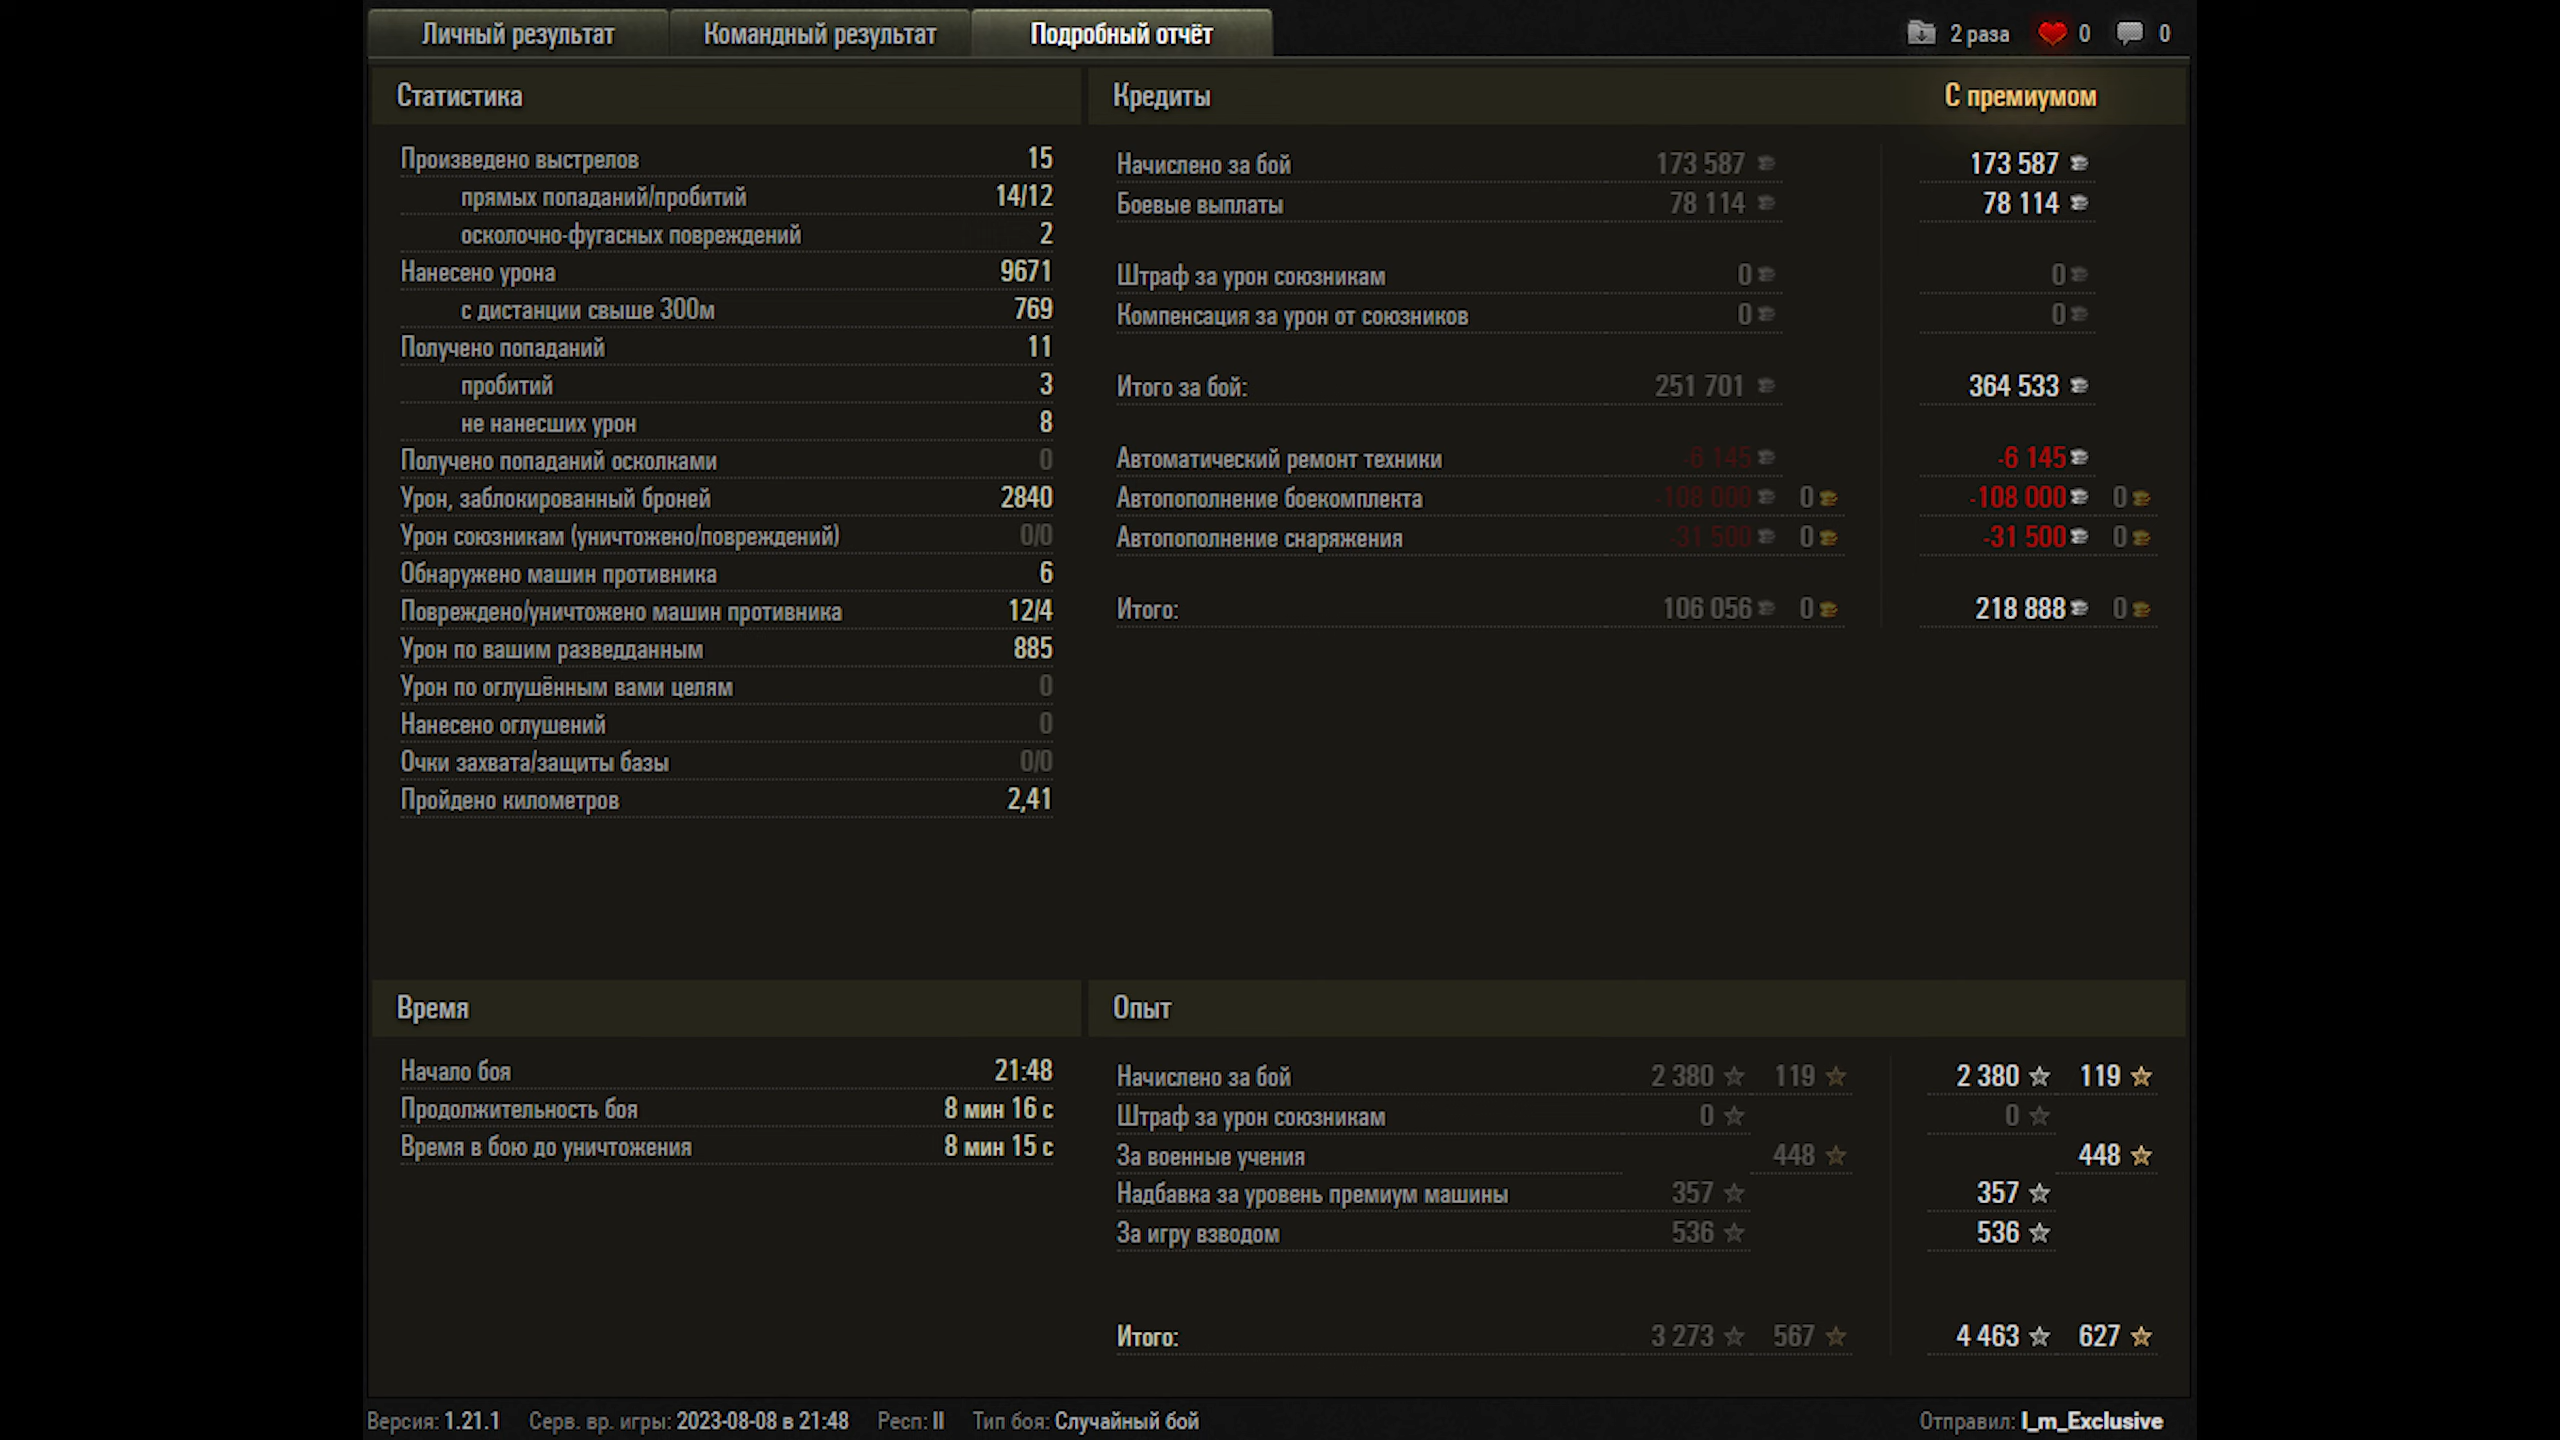 Личный результат Командный результат Подробный отчёт 2 раза 0 0
Статистика
Произведено выстрелов 15
прямых попаданий/пробитий 14/12
осколочно-фугасных повреждений 2
Нанесено урона 9671
с дистанции свыше 300м 769
Получено попаданий 11
пробитий 3
не нанесших урон 8
Получено попаданий осколками 0
Урон, заблокированный броней 2840
Урон союзникам (уничтожено/повреждений) 0/0
Обнаружено машин противника 6
Повреждено/уничтожено машин противника 12/4
Урон по вашим разведданным 885
Урон по оглушённым вами целям 0
Нанесено оглушений 0
Очки захвата/защиты базы 0/0
Пройдено километров 2,41
Кредиты С премиумом
Начислено за бой 173 587 173 587
Боевые выплаты 78 114 78 114
Штраф за урон союзникам 0 0
Компенсация за урон от союзников 0 0
Итого за бой: 251 701 364 533
Автоматический ремонт техники -6 145 -6 145
Автопополнение боекомплекта -108 000 0 -108 000 0
Автопополнение снаряжения -31 500 0 -31 500 0
Итого: 106 056 0 218 888 0
Время
Начало боя 21:48
Продолжительность боя 8 мин 16 с
Время в бою до уничтожения 8 мин 15 с
Опыт
Начислено за бой 2 380 119 2 380 119
Штраф за урон союзникам 0 0
За военные учения 448 448
Надбавка за уровень премиум машины 357 357
За игру взводом 536 536
Итого: 3 273 567 4 463 627
Версия: 1.21.1 Серв. вр. игры: 2023-08-08 в 21:48 Респ: II Тип боя: Случайный бой Отправил: I_m_Exclusive